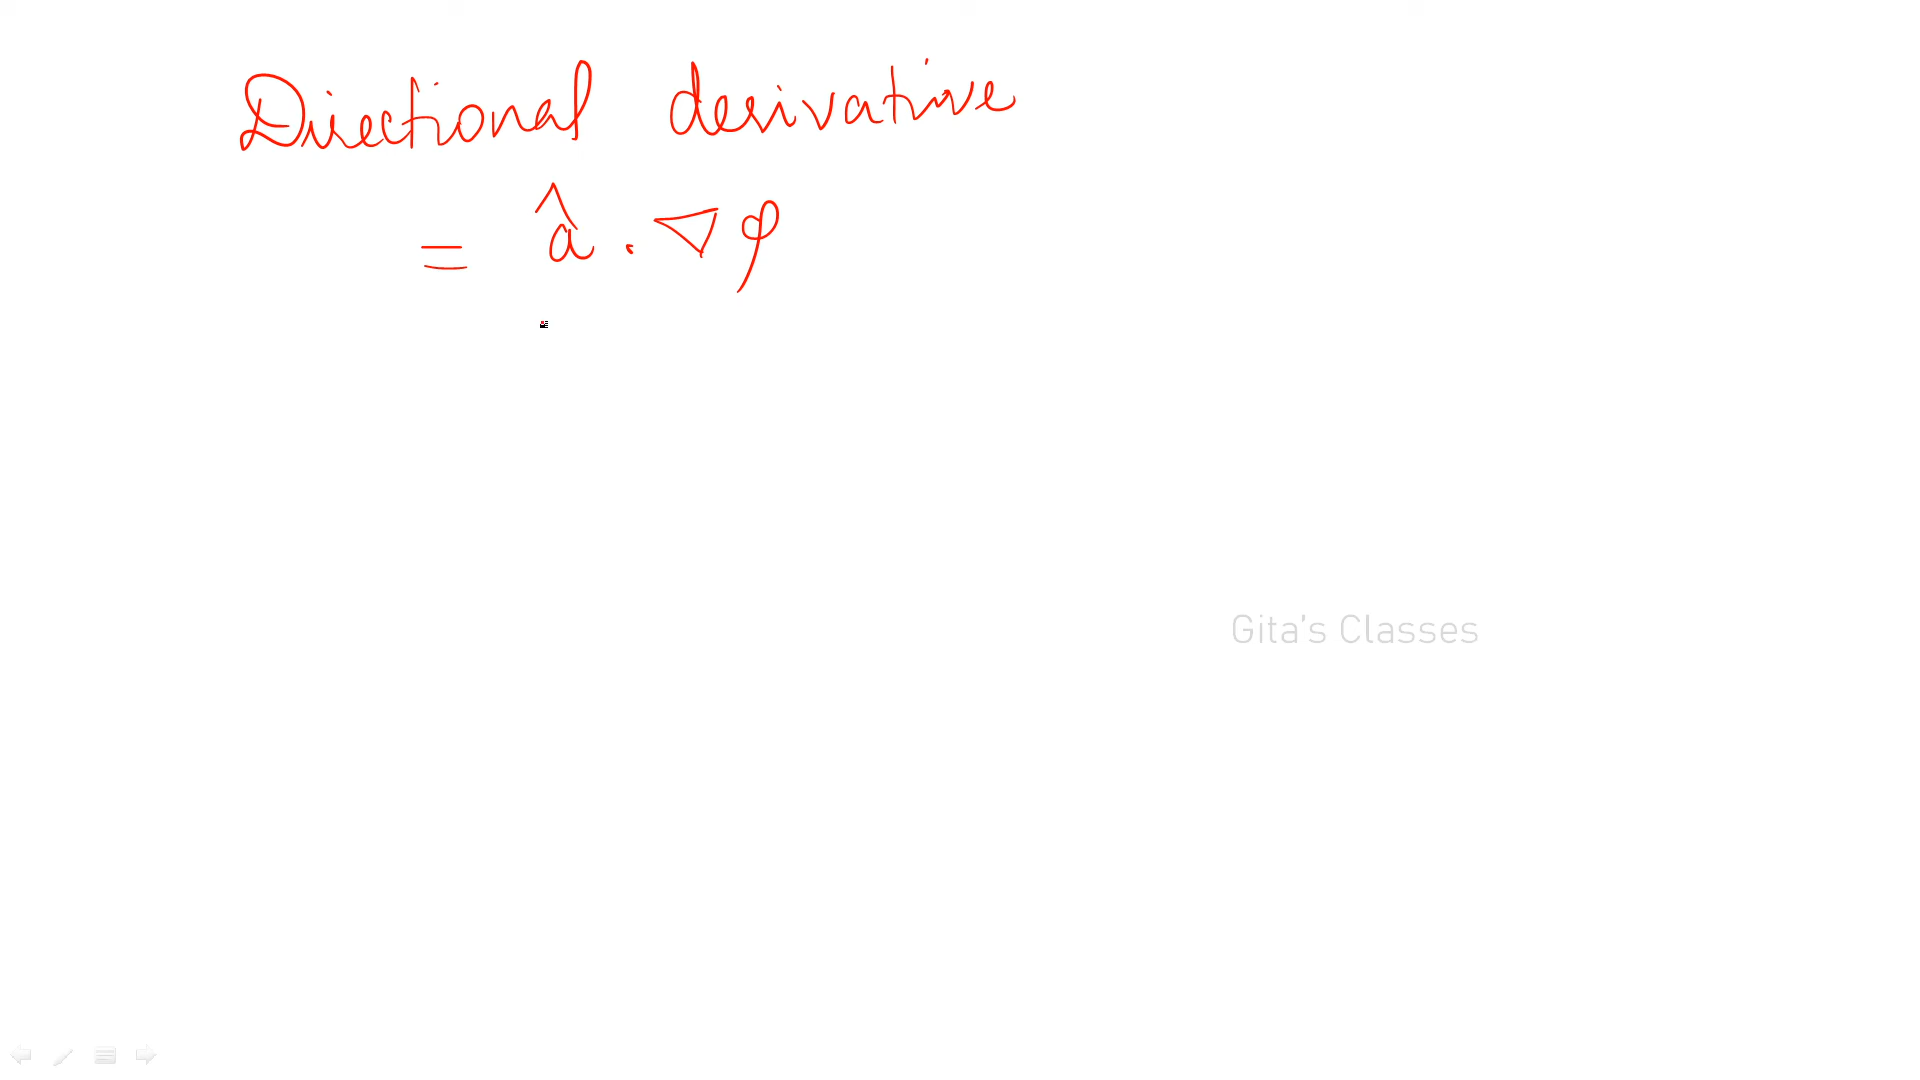 Directional derivative
= â . ∇ φ
Gita's Classes